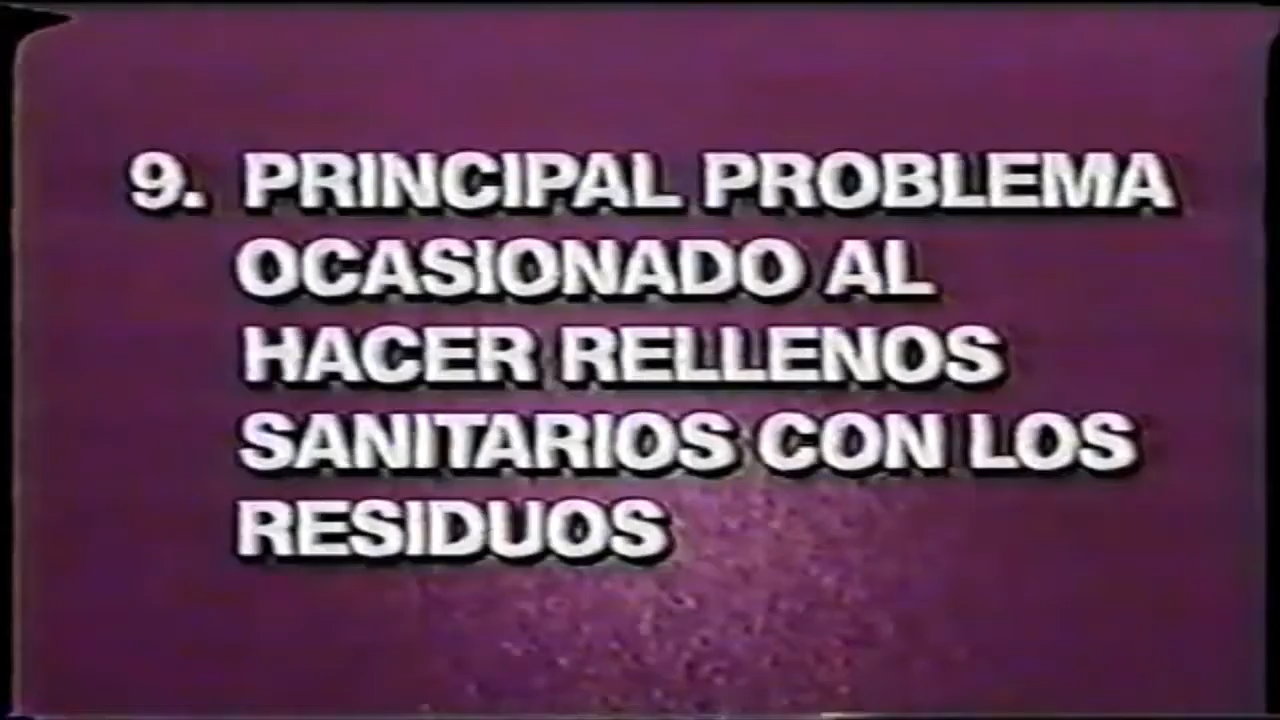 9. PRINCIPAL PROBLEMA
OCASIONADO AL
HACER RELLENOS
SANITARIOS CON LOS
RESIDUOS